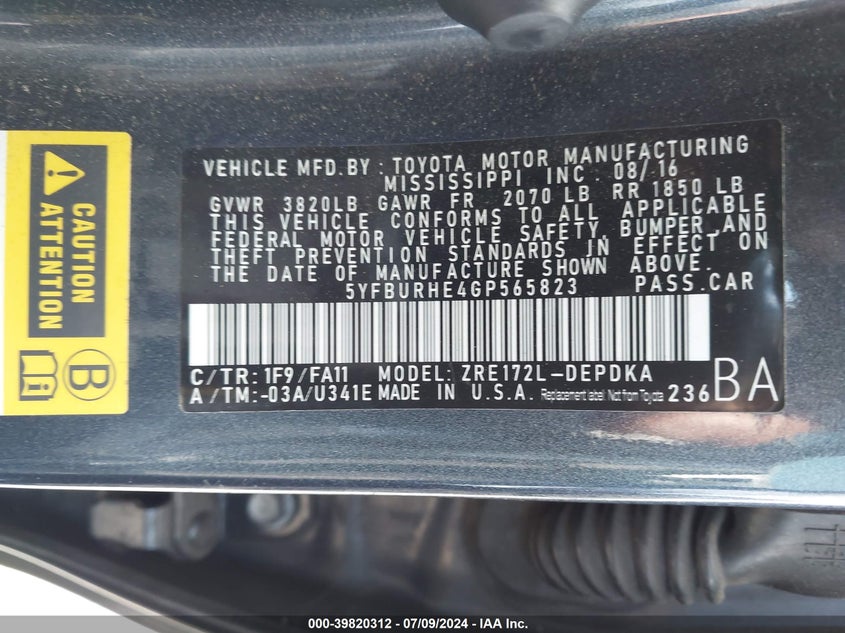 CAUTION
ATTENTION
B
VEHICLE MFD.BY: TOYOTA MOTOR MANUFACTURING
MISSISSIPPI INC. 08/16
GVWR 3820LB GAWR FR 2070 LB RR 1850 LB
THIS VEHICLE CONFORMS TO ALL APPLICABLE
FEDERAL MOTOR VEHICLE SAFETY, BUMPER,AND
THEFT PREVENTION STANDARDS IN EFFECT ON
THE DATE OF MANUFACTURE SHOWN ABOVE.
5YFBURHE4GP565823 PASS.CAR
C/TR: 1F9/FA11 MODEL: ZRE172L-DEPDKA
A/TM:-03A/U341E MADE IN U.S.A. Replacement label: Not from Toyota 236 BA
000-39820312 / 07/09/2024 - IAA Inc.